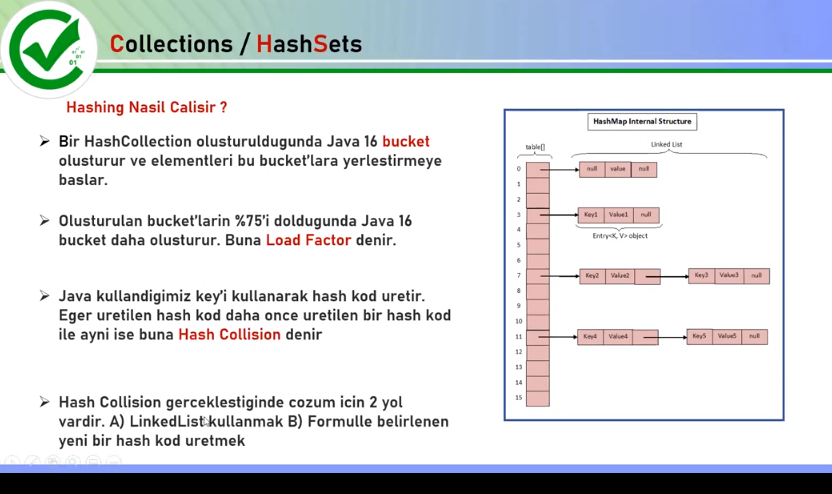 Collections / HashSets
Hashing Nasil Calisir ?
Bir HashCollection olusturuldugunda Java 16 bucket
olusturur ve elementleri bu bucket'lara yerlestirmeye
baslar.
Olusturulan bucket'larin %75'i doldugunda Java 16
bucket daha olusturur. Buna Load Factor denir.
Java kullandigimiz key'i kullanarak hash kod uretir.
Eger uretilen hash kod daha once uretilen bir hash kod
ile ayni ise buna Hash Collision denir
Hash Collision gerceklestiginde cozum icin 2 yol
vardir. A) LinkedList kullanmak B) Formulle belirlenen
yeni bir hash kod uretmek
HashMap Internal Structure
table[]
Linked List
0 null value null
1
2
3 Key1 Value1 null
4
Entry<K, V> object
5
6
7 Key2 Value2 Key3 Value3 null
8
9
10
11 Key4 Value4 Key5 Value5 null
12
13
14
15